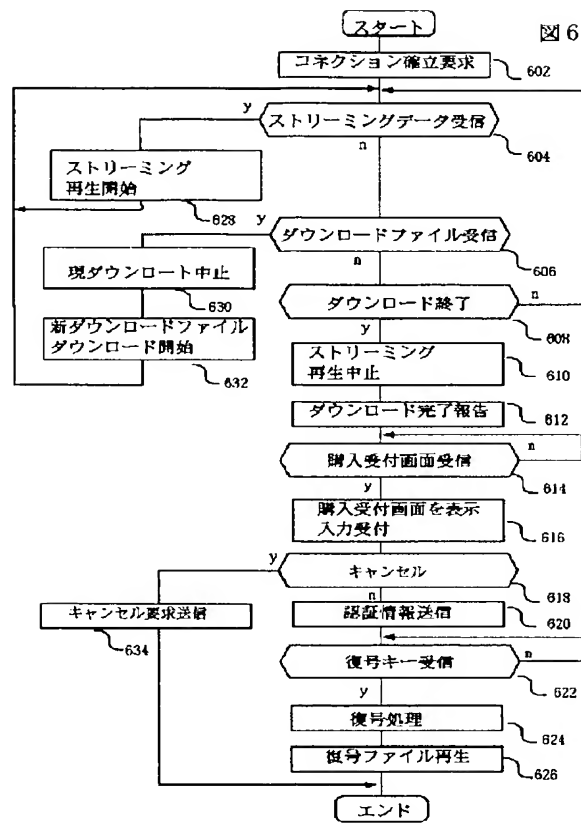 図6
スタート
コネクション確立要求
602
y
ストリーミングデータ受信
604
n
ストリーミング
再生開始
628
y
ダウンロードファイル受信
606
n
現ダウンロート中止
630
ダウンロード終了
n
608
y
新ダウンロードファイル
ダウンロード開始
632
ストリーミング
再生中止
610
ダウンロード完了報告
612
購入受付画面受信
n
614
y
購入受付画面を表示
入力受付
616
y
キャンセル
618
n
キャンセル要求送信
634
認証情報送信
620
復号キー受信
n
622
y
復号処理
624
復号ファイル再生
626
エンド